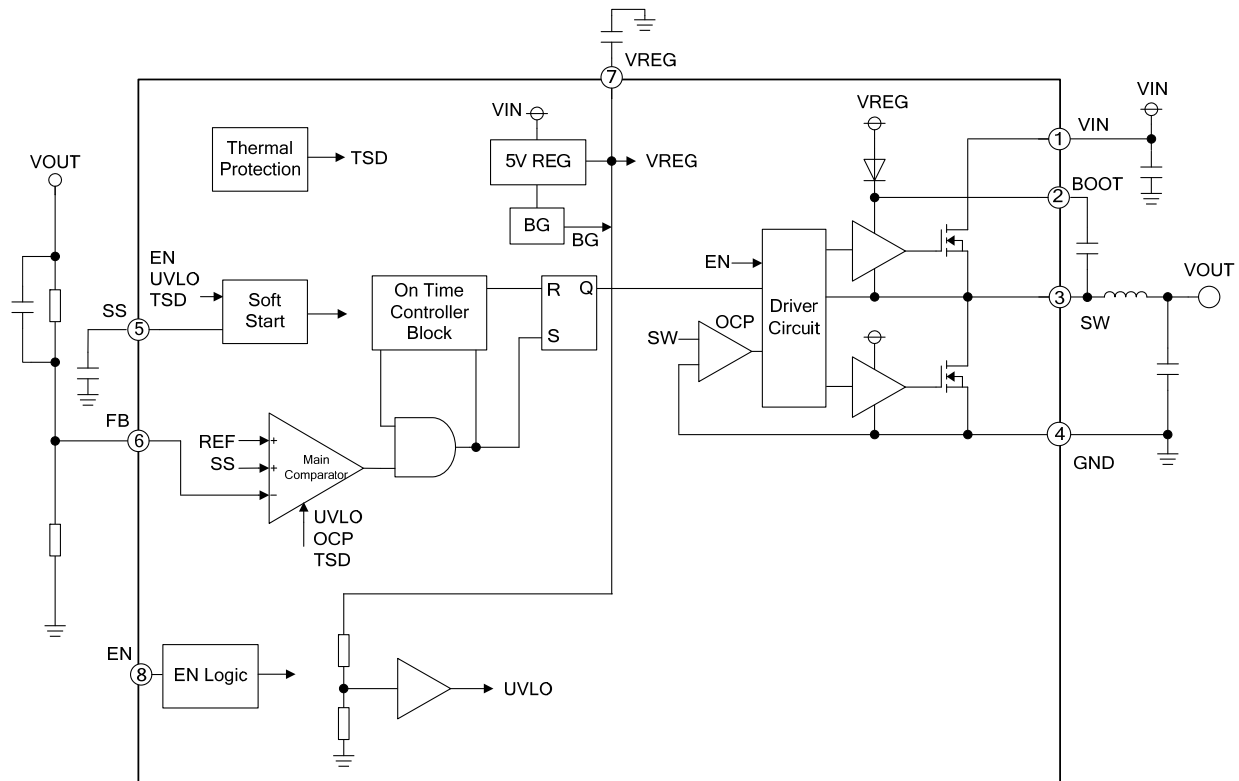 VREG
7
VIN
VREG
VIN
1
VIN
Thermal
Protection
TSD
5V REG
VREG
VOUT
2
BOOT
BG
BG
EN
UVLO
TSD
EN
VOUT
Soft
Start
On Time
Controller
Block
R
Q
S
Driver
Circuit
3
SW
SS
5
OCP
SW
FB
6
REF
SS
Main
Comparator
4
GND
UVLO
OCP
TSD
EN
8
EN Logic
UVLO